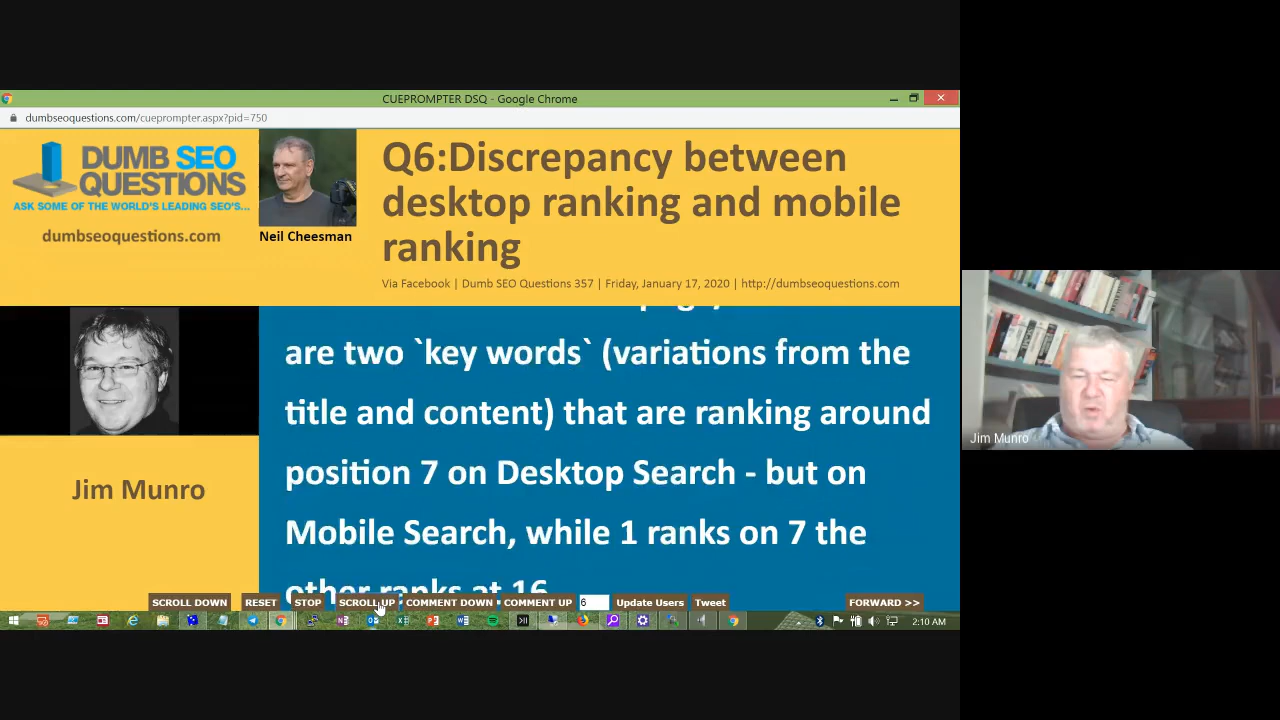 CUEPROMPTER DSQ - Google Chrome
dumbseoquestions.com/cueprompter.aspx?pid=750
DUMB SEO
QUESTIONS
ASK SOME OF THE WORLD'S LEADING SEO'S...
dumbseoquestions.com
Neil Cheesman
Q6:Discrepancy between
desktop ranking and mobile
ranking
Via Facebook | Dumb SEO Questions 357 | Friday, January 17, 2020 | http://dumbseoquestions.com
Jim Munro
are two `key words` (variations from the
title and content) that are ranking around
position 7 on Desktop Search - but on
Mobile Search, while 1 ranks on 7 the
other ranks at 16
Jim Munro
SCROLL DOWN RESET STOP SCROLL UP COMMENT DOWN COMMENT UP 6 Update Users Tweet FORWARD >>
2:10 AM